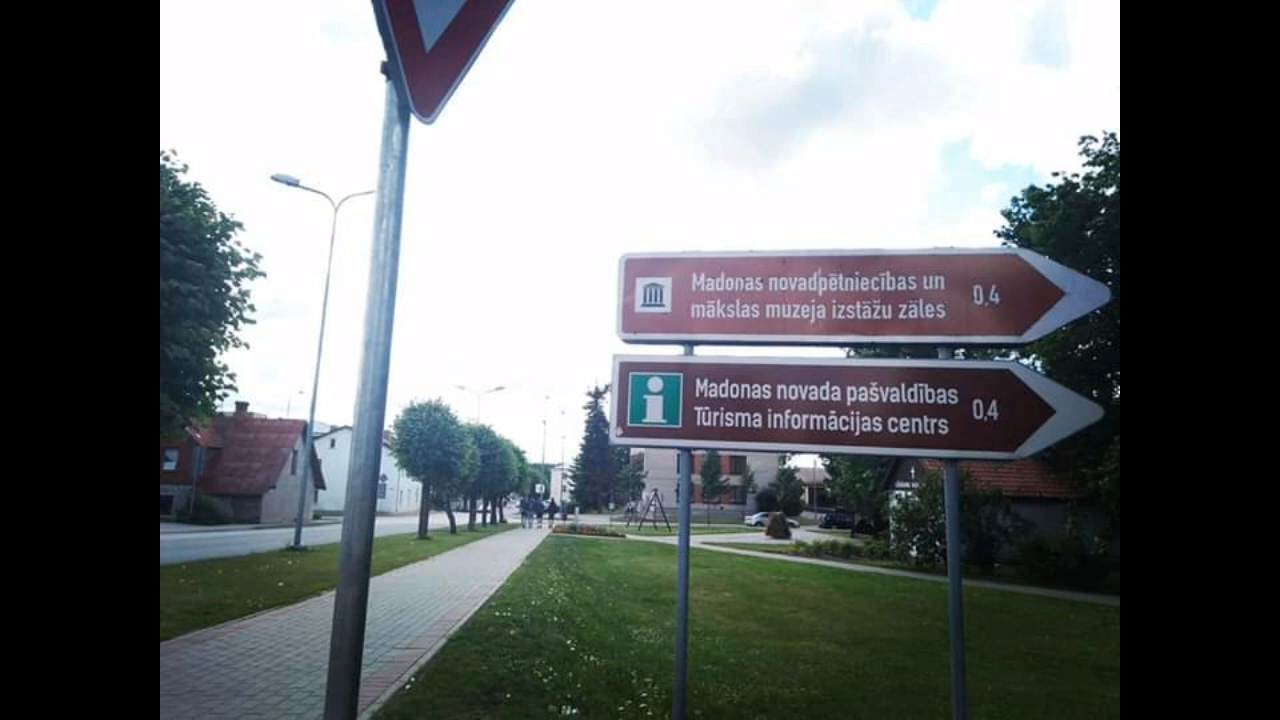 Madonas novadpētniecības un
mākslas muzeja izstāžu zāles
0,4
Madonas novada pašvaldības
Tūrisma informācijas centrs
0,4